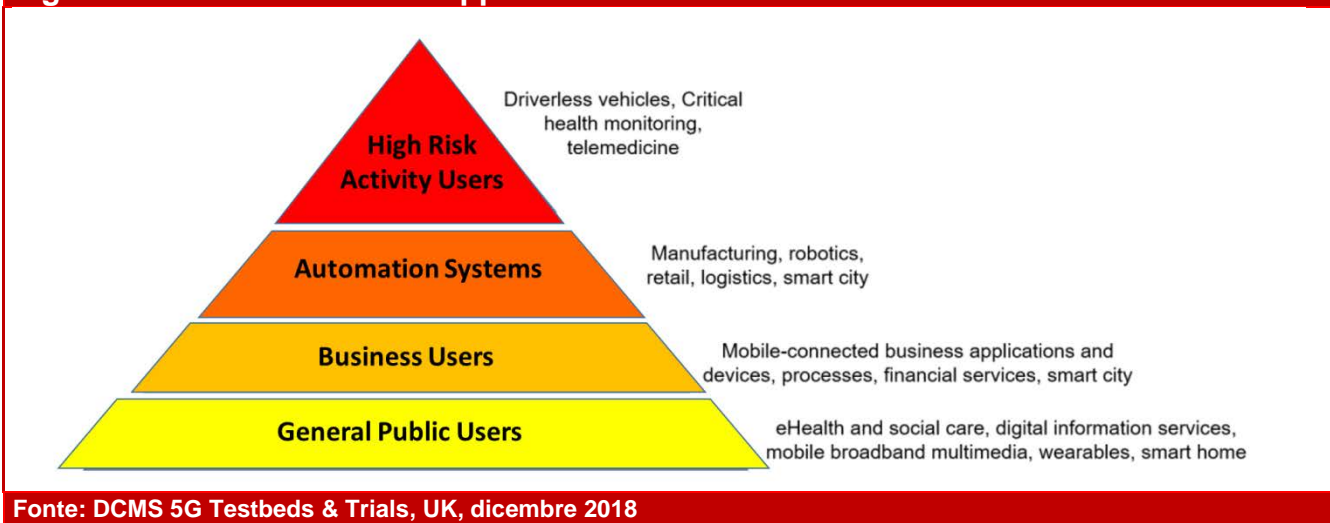 High Risk
Activity Users
Driverless vehicles, Critical
health monitoring,
telemedicine
Automation Systems
Manufacturing, robotics,
retail, logistics, smart city
Business Users
Mobile-connected business applications and
devices, processes, financial services, smart city
General Public Users
eHealth and social care, digital information services,
mobile broadband multimedia, wearables, smart home
Fonte: DCMS 5G Testbeds & Trials, UK, dicembre 2018